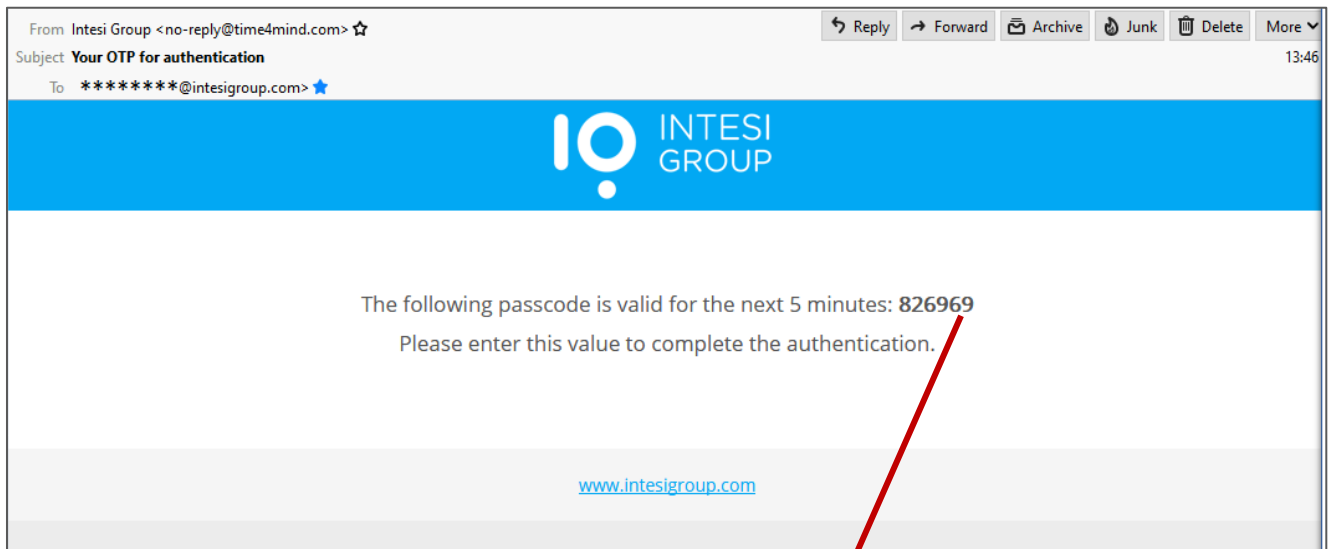 From Intesi Group <no-reply@time4mind.com>
Reply Forward Archive Junk Delete More
Subject Your OTP for authentication
13:46
To ********@intesigroup.com>
INTESI
GROUP
The following passcode is valid for the next 5 minutes: 826969
Please enter this value to complete the authentication.
www.intesigroup.com